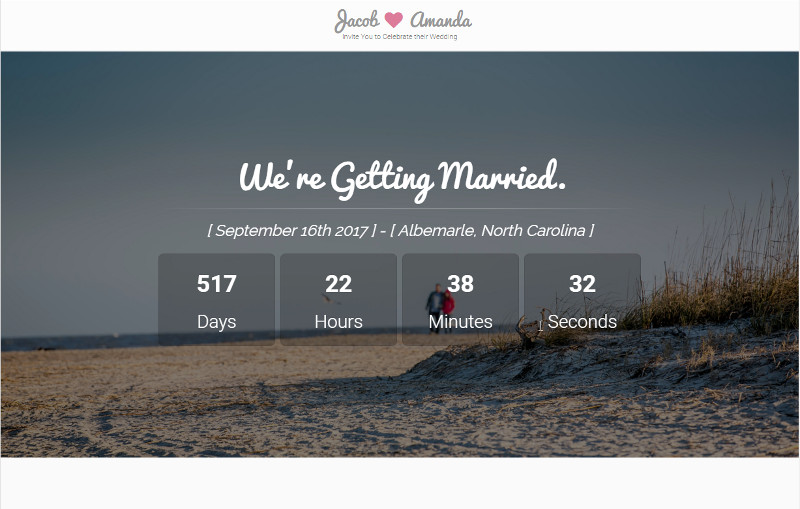 Jacob Amanda
Invite You to Celebrate their Wedding
We're Getting Married.
[ September 16th 2017 ] - [ Albemarle, North Carolina ]
517 22 38 32
Days Hours Minutes Seconds